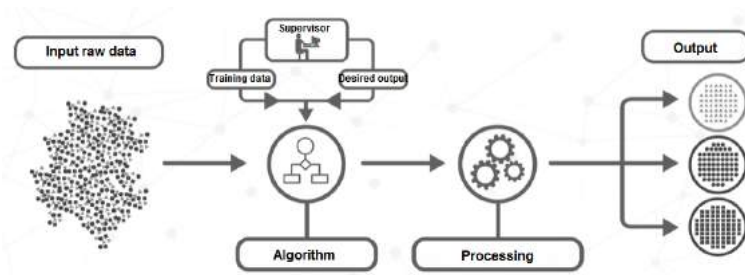 Supervisor
Input raw data
Output
Training data
Desired output
Algorithm
Processing